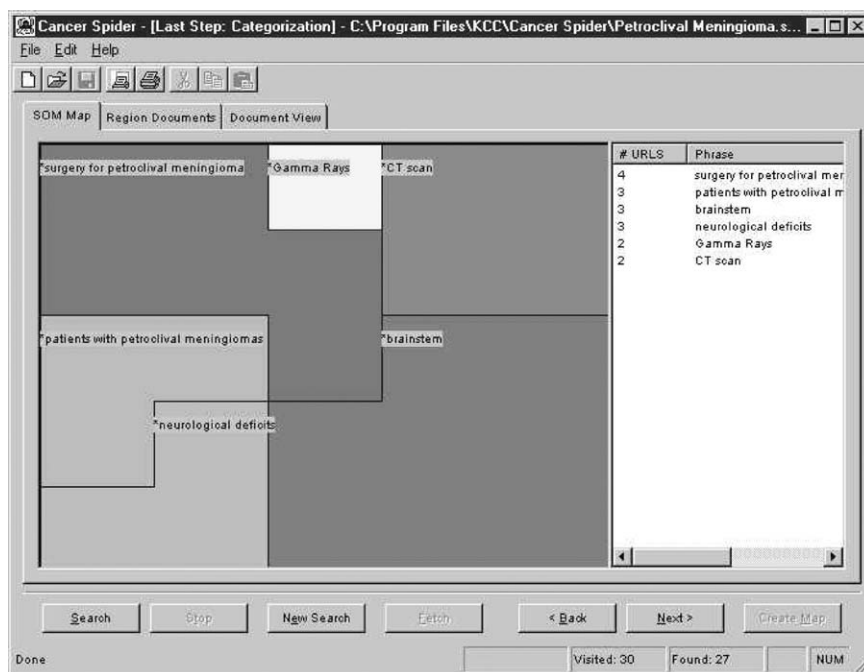 Cancer Spider - [Last Step: Categorization] - C:\Program Files\KCC\Cancer Spider\Petroclival Meningioma.s...
File Edit Help
SOM Map Region Documents Document View
*surgery for petroclival meningioma *Gamma Rays *CT scan
*patients with petroclival meningiomas *brainstem
*neurological deficits
# URLS Phrase
4 surgery for petroclival mer
3 patients with petroclival m
3 brainstem
3 neurological deficits
2 Gamma Rays
2 CT scan
Search Stop New Search Fetch < Back Next > Create Map
Done Visited: 30 Found: 27 NUM